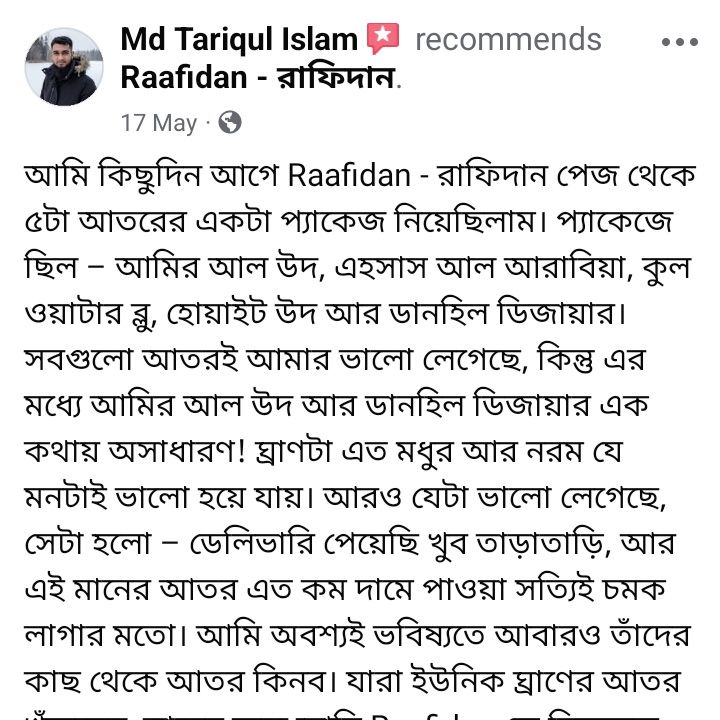 Md Tariqul Islam recommends
Raafidan - রাফিদান.
17 May ·
আমি কিছুদিন আগে Raafidan - রাফিদান পেজ থেকে
৫টা আতরের একটা প্যাকেজ নিয়েছিলাম। প্যাকেজে
ছিল – আমির আল উদ, এহসাস আল আরাবিয়া, কুল
ওয়াটার ব্লু, হোয়াইট উদ আর ডানহিল ডিজায়ার।
সবগুলো আতরই আমার ভালো লেগেছে, কিন্তু এর
মধ্যে আমির আল উদ আর ডানহিল ডিজায়ার এক
কথায় অসাধারণ! ঘ্রাণটা এত মধুর আর নরম যে
মনটাই ভালো হয়ে যায়। আরও যেটা ভালো লেগেছে,
সেটা হলো – ডেলিভারি পেয়েছি খুব তাড়াতাড়ি, আর
এই মানের আতর এত কম দামে পাওয়া সত্যিই চমক
লাগার মতো। আমি অবশ্যই ভবিষ্যতে আবারও তাঁদের
কাছ থেকে আতর কিনব। যারা ইউনিক ঘ্রাণের আতর